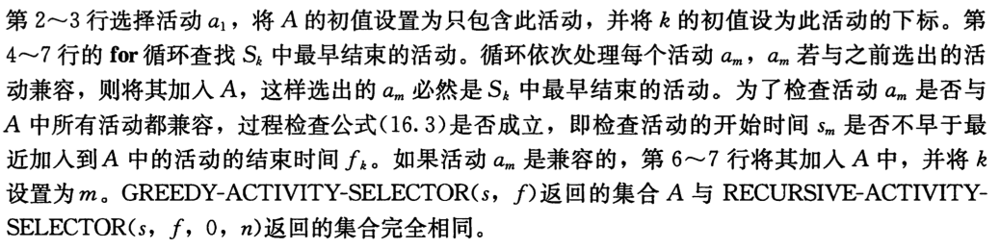 第 2～3 行选择活动 a₁，将 A 的初值设置为只包含此活动，并将 k 的初值设为此活动的下标。第
4～7 行的 for 循环查找 Sₖ 中最早结束的活动。循环依次处理每个活动 aₘ，aₘ 若与之前选出的活
动兼容，则将其加入 A，这样选出的 aₘ 必然是 Sₖ 中最早结束的活动。为了检查活动 aₘ 是否与
A 中所有活动都兼容，过程检查公式(16.3)是否成立，即检查活动的开始时间 sₘ 是否不早于最
近加入到 A 中的活动的结束时间 fₖ。如果活动 aₘ 是兼容的，第 6～7 行将其加入 A 中，并将 k
设置为 m。GREEDY-ACTIVITY-SELECTOR(s，f)返回的集合 A 与 RECURSIVE-ACTIVITY-
SELECTOR(s，f，0，n)返回的集合完全相同。